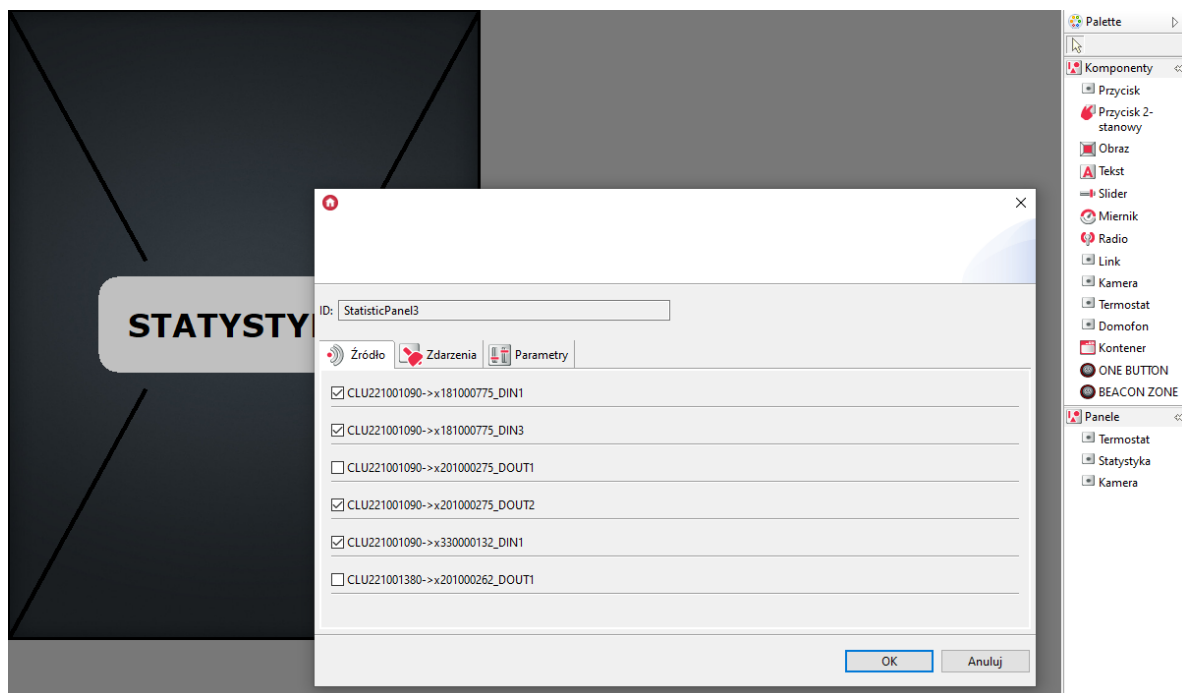 STATYSTY
ID: StatisticPanel3
Źródło Zdarzenia Parametry
CLU221001090->x181000775_DIN1
CLU221001090->x181000775_DIN3
CLU221001090->x201000275_DOUT1
CLU221001090->x201000275_DOUT2
CLU221001090->x330000132_DIN1
CLU221001380->x201000262_DOUT1
OK Anuluj
Palette
Komponenty
Przycisk
Przycisk 2-
stanowy
Obraz
Tekst
Slider
Miernik
Radio
Link
Kamera
Termostat
Domofon
Kontener
ONE BUTTON
BEACON ZONE
Panele
Termostat
Statystyka
Kamera